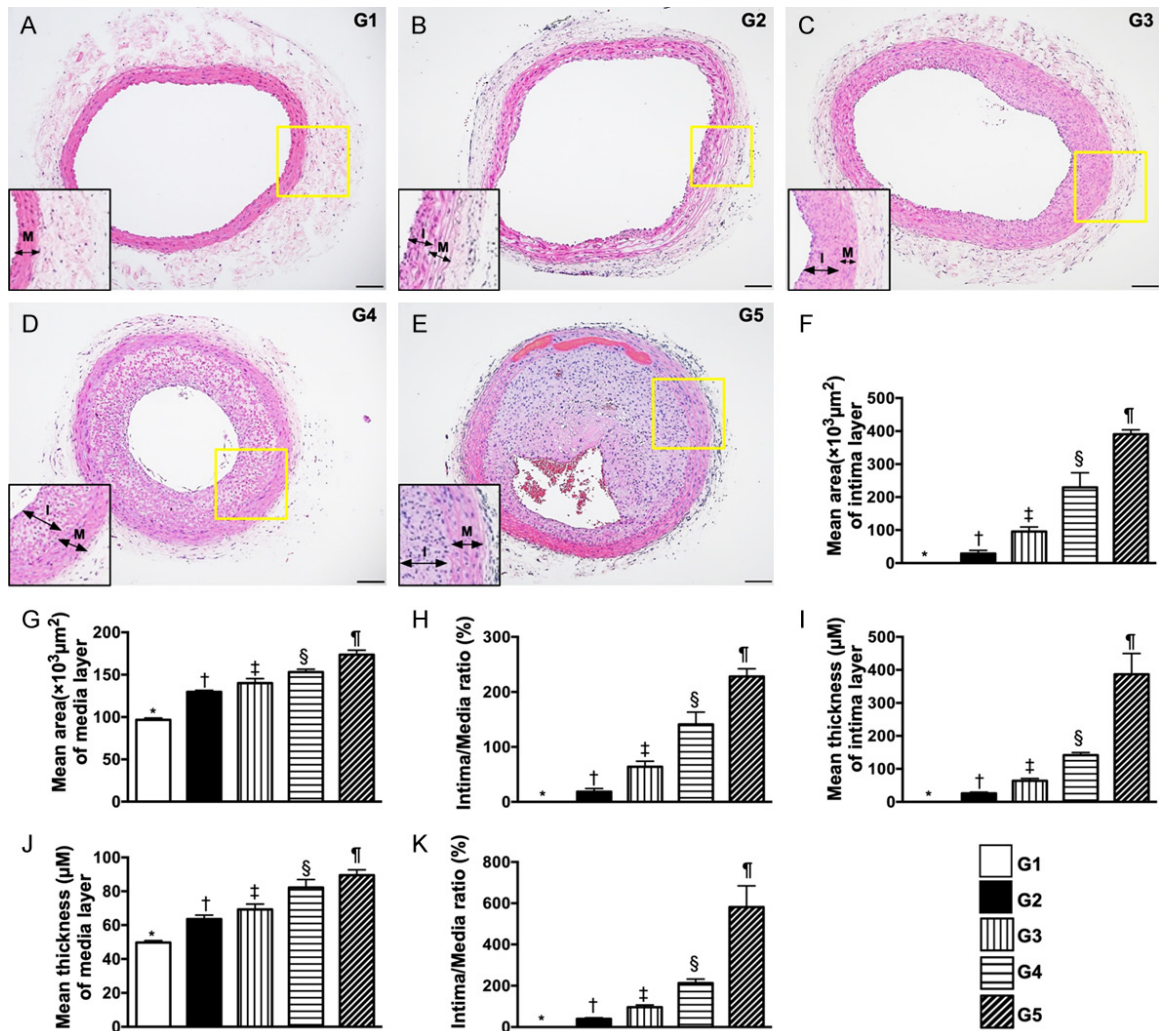 A
G1
M
B
G2
I
M
C
G3
I
M
D
G4
I
M
E
G5
I
M
F
Mean area(×10³μm²)
of intima layer
500
400
300
200
100
0
*
†
‡
§
¶
G
Mean area(×10³μm²)
of media layer
200
150
100
50
0
*
†
‡
§
¶
H
Intima/Media ratio (%)
300
200
100
0
*
†
‡
§
¶
I
Mean thickness (μM)
of intima layer
500
400
300
200
100
0
*
†
‡
§
¶
J
Mean thickness (μM)
of media layer
100
80
60
40
20
0
*
†
‡
§
¶
K
Intima/Media ratio (%)
800
600
400
200
0
*
†
‡
§
¶
G1
G2
G3
G4
G5